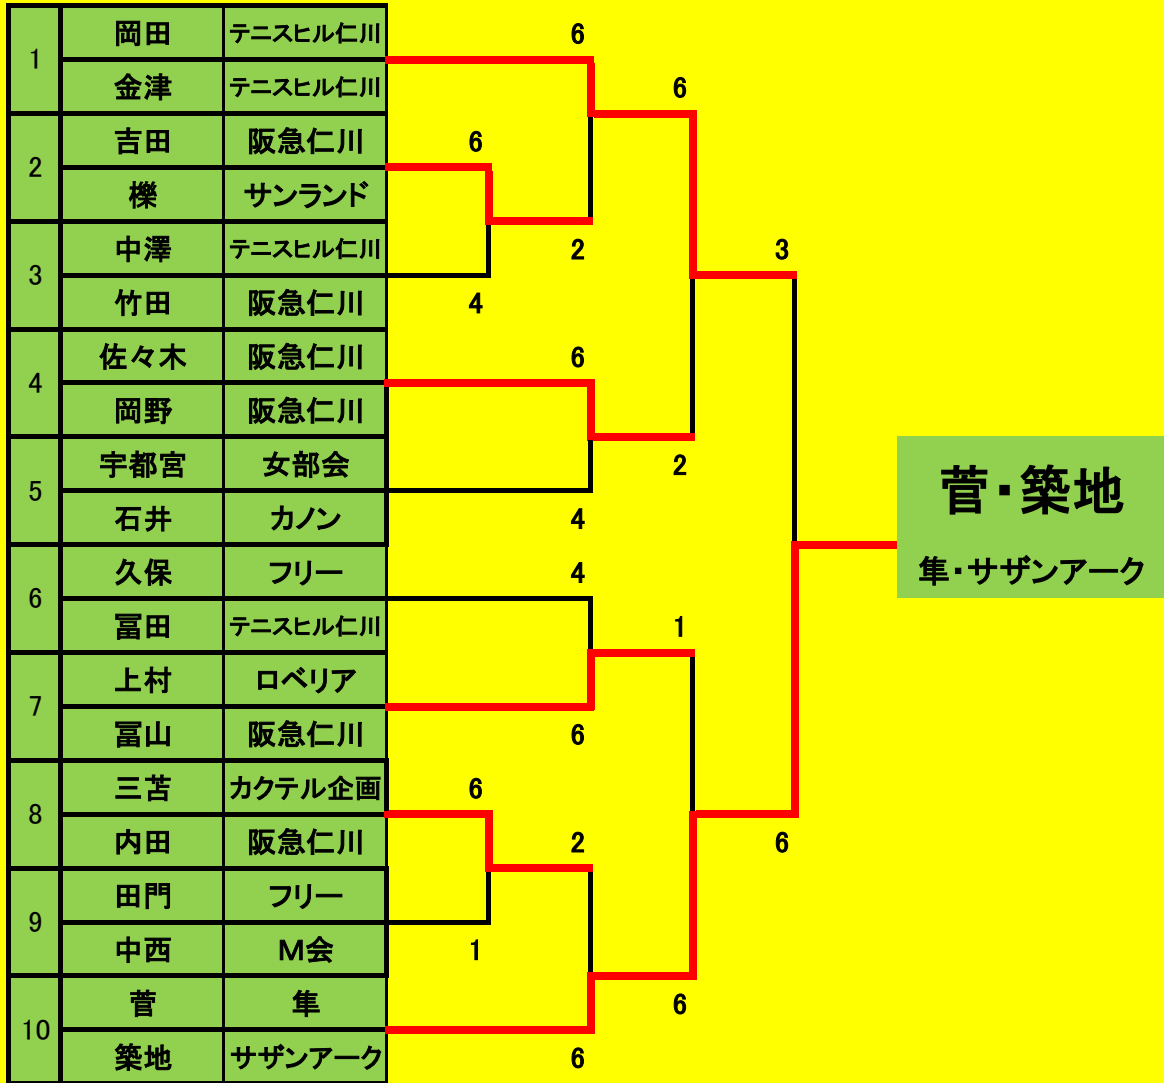 1 岡田 テニスヒル仁川
金津 テニスヒル仁川
2 吉田 阪急仁川
櫟 サンランド
3 中澤 テニスヒル仁川
竹田 阪急仁川
4 佐々木 阪急仁川
岡野 阪急仁川
5 宇都宮 女部会
石井 カノン
6 久保 フリー
冨田 テニスヒル仁川
7 上村 ロベリア
冨山 阪急仁川
8 三苫 カクテル企画
内田 阪急仁川
9 田門 フリー
中西 M会
10 菅 隼
築地 サザンアーク
6
4
6
1
6
2
6
4
4
6
2
6
6
2
1
6
3
6
菅・築地
隼・サザンアーク